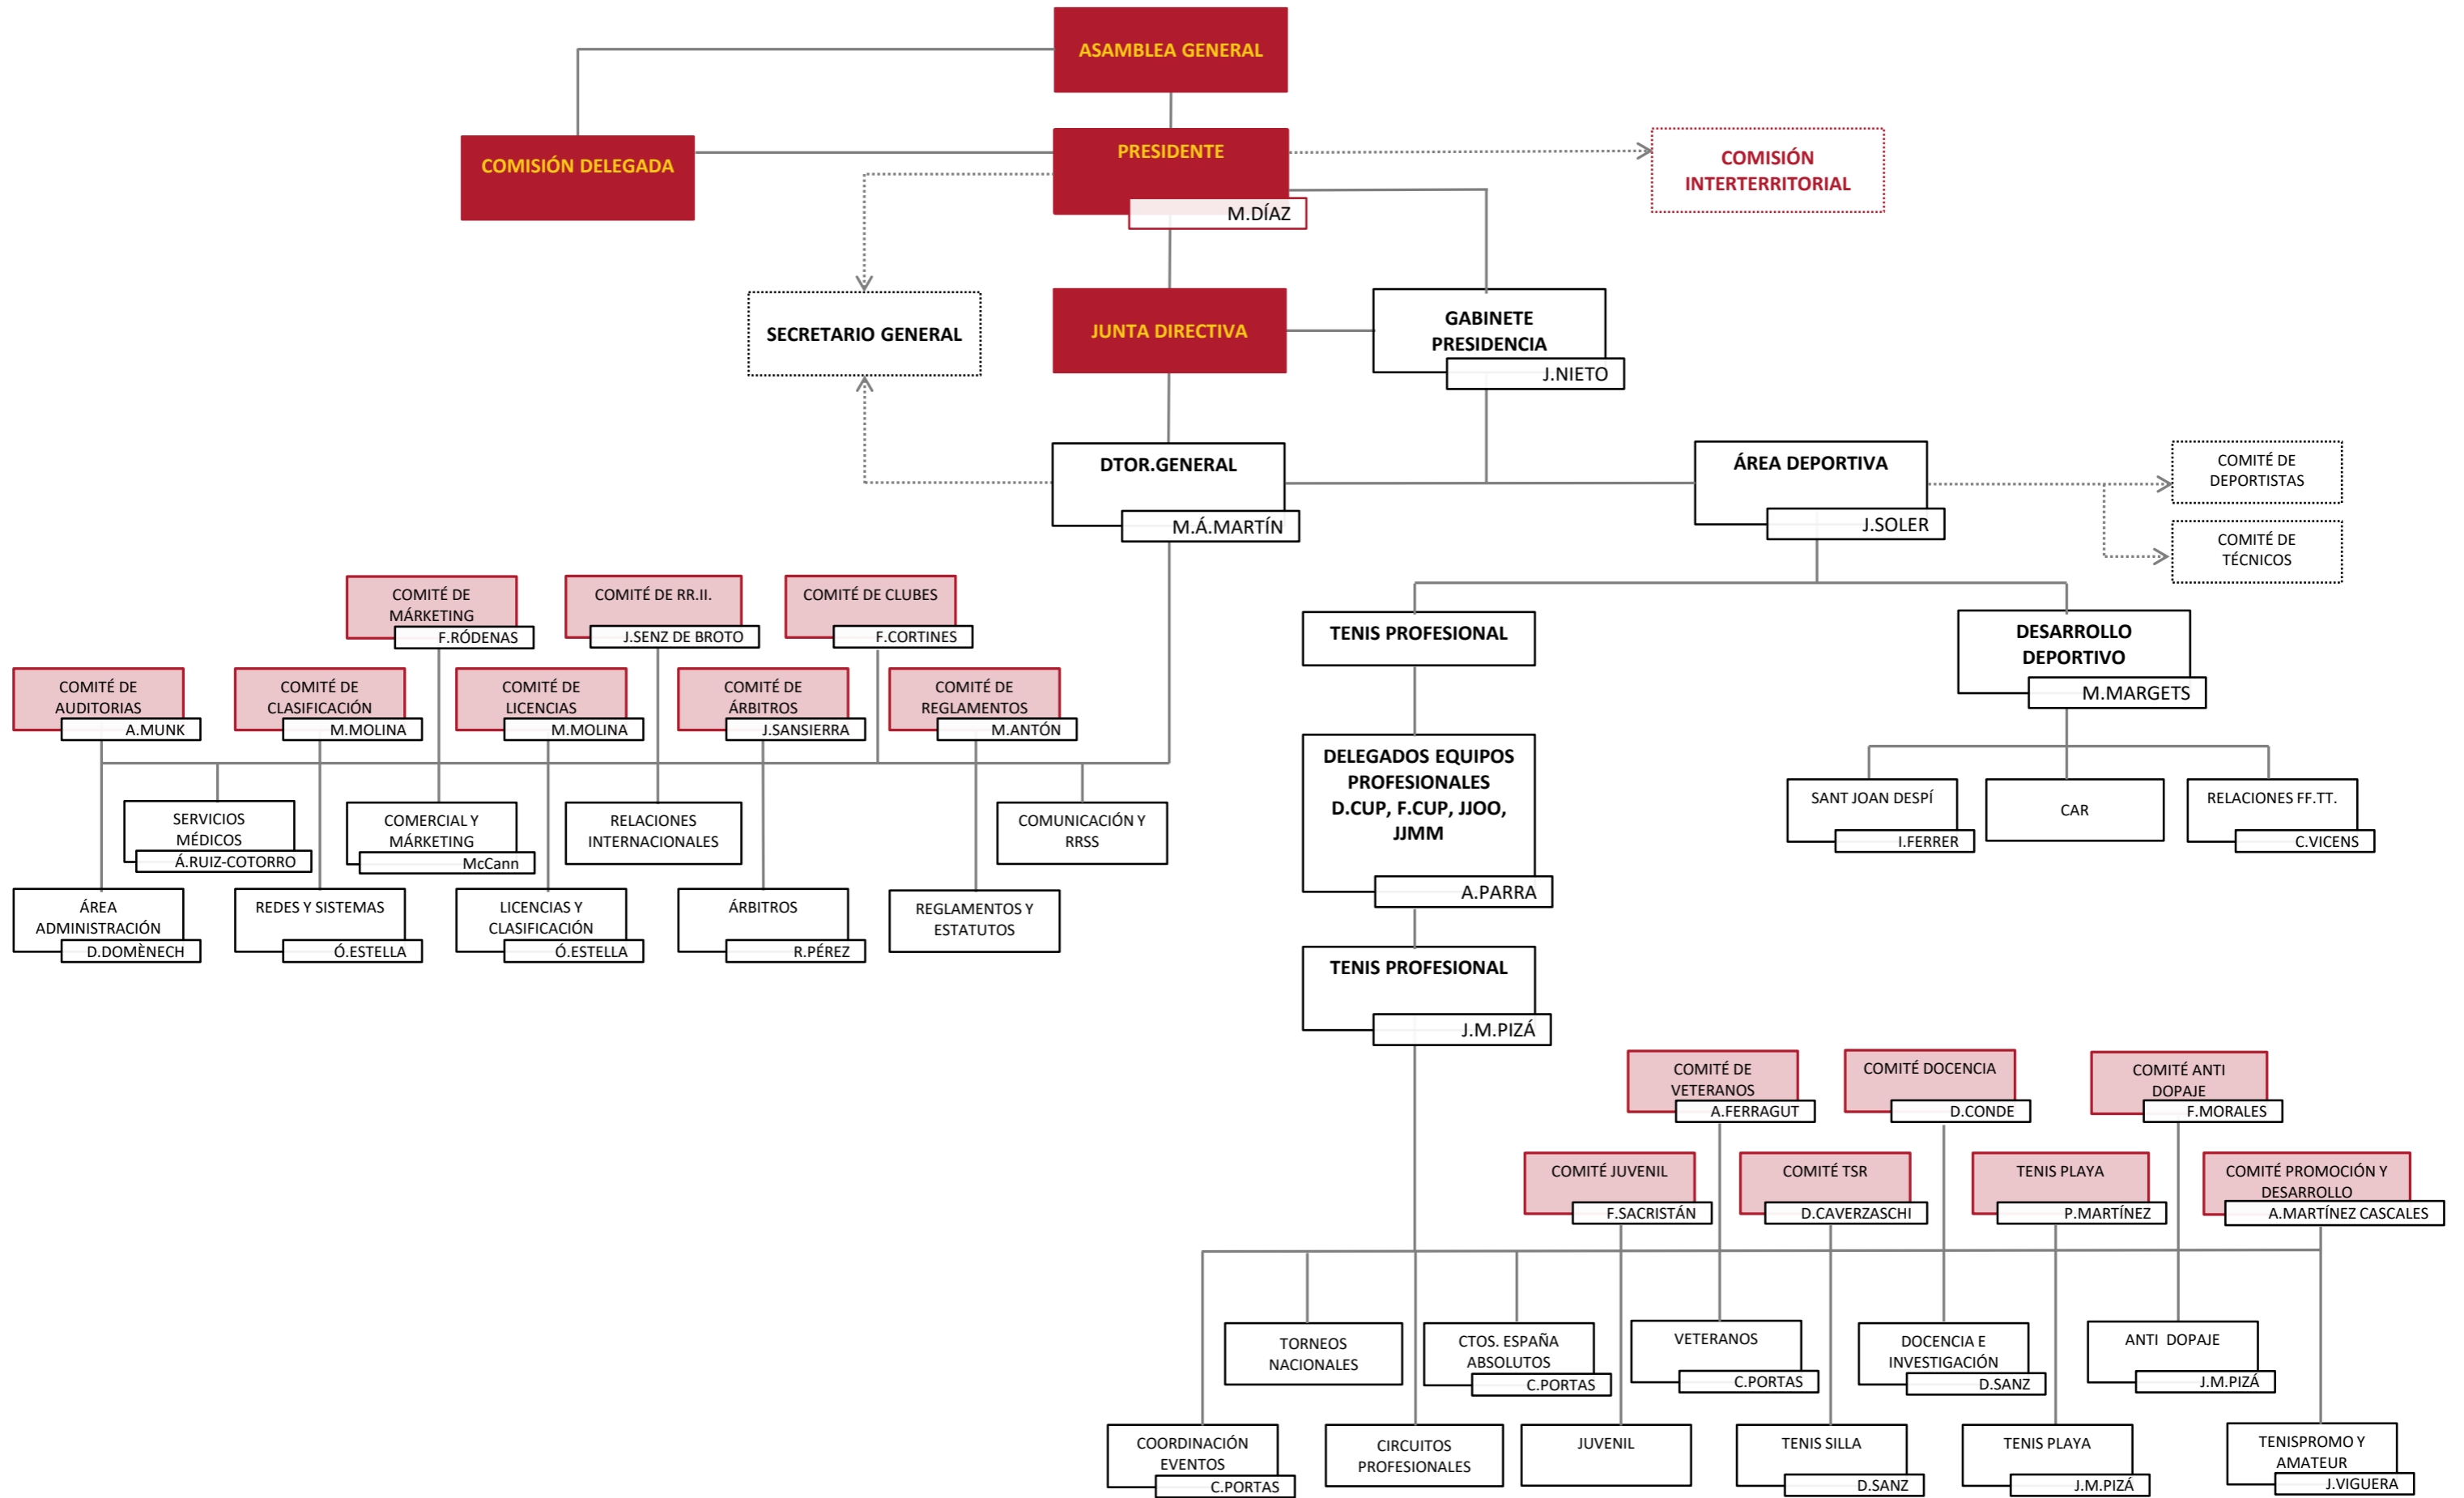 ASAMBLEA GENERAL
COMISIÓN DELEGADA
PRESIDENTE
M.DÍAZ
COMISIÓN
INTERTERRITORIAL
SECRETARIO GENERAL
JUNTA DIRECTIVA
GABINETE
PRESIDENCIA
J.NIETO
DTOR.GENERAL
M.Á.MARTÍN
ÁREA DEPORTIVA
J.SOLER
COMITÉ DE
DEPORTISTAS
COMITÉ DE
TÉCNICOS
COMITÉ DE
MÁRKETING
F.RÓDENAS
COMITÉ DE RR.II.
J.SENZ DE BROTO
COMITÉ DE CLUBES
F.CORTINES
COMITÉ DE
AUDITORIAS
A.MUNK
COMITÉ DE
CLASIFICACIÓN
M.MOLINA
COMITÉ DE
LICENCIAS
M.MOLINA
COMITÉ DE
ÁRBITROS
J.SANSIERRA
COMITÉ DE
REGLAMENTOS
M.ANTÓN
SERVICIOS
MÉDICOS
Á.RUIZ-COTORRO
COMERCIAL Y
MÁRKETING
McCann
RELACIONES
INTERNACIONALES
COMUNICACIÓN Y
RRSS
ÁREA
ADMINISTRACIÓN
D.DOMÈNECH
REDES Y SISTEMAS
Ó.ESTELLA
LICENCIAS Y
CLASIFICACIÓN
Ó.ESTELLA
ÁRBITROS
R.PÉREZ
REGLAMENTOS Y
ESTATUTOS
TENIS PROFESIONAL
DESARROLLO
DEPORTIVO
M.MARGETS
DELEGADOS EQUIPOS
PROFESIONALES
D.CUP, F.CUP, JJOO,
JJMM
A.PARRA
SANT JOAN DESPÍ
I.FERRER
CAR
RELACIONES FF.TT.
C.VICENS
TENIS PROFESIONAL
J.M.PIZÁ
COMITÉ DE
VETERANOS
A.FERRAGUT
COMITÉ DOCENCIA
D.CONDE
COMITÉ ANTI
DOPAJE
F.MORALES
COMITÉ JUVENIL
F.SACRISTÁN
COMITÉ TSR
D.CAVERZASCHI
TENIS PLAYA
P.MARTÍNEZ
COMITÉ PROMOCIÓN Y
DESARROLLO
A.MARTÍNEZ CASCALES
TORNEOS
NACIONALES
CTOS. ESPAÑA
ABSOLUTOS
C.PORTAS
VETERANOS
C.PORTAS
DOCENCIA E
INVESTIGACIÓN
D.SANZ
ANTI DOPAJE
J.M.PIZÁ
COORDINACIÓN
EVENTOS
C.PORTAS
CIRCUITOS
PROFESIONALES
JUVENIL
TENIS SILLA
D.SANZ
TENIS PLAYA
J.M.PIZÁ
TENISPROMO Y
AMATEUR
J.VIGUERA